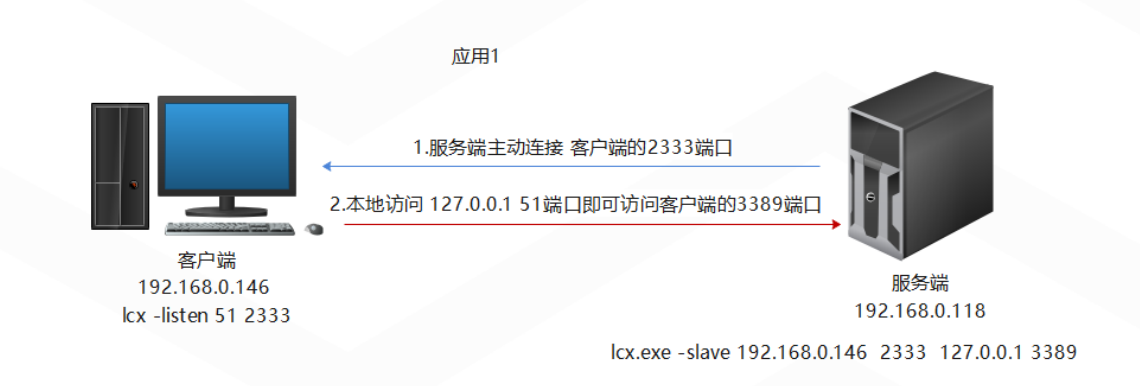 应用1
1.服务端主动连接 客户端的2333端口
2.本地访问 127.0.0.1 51端口即可访问客户端的3389端口
客户端
192.168.0.146
lcx -listen 51 2333
服务端
192.168.0.118
lcx.exe -slave 192.168.0.146 2333 127.0.0.1 3389